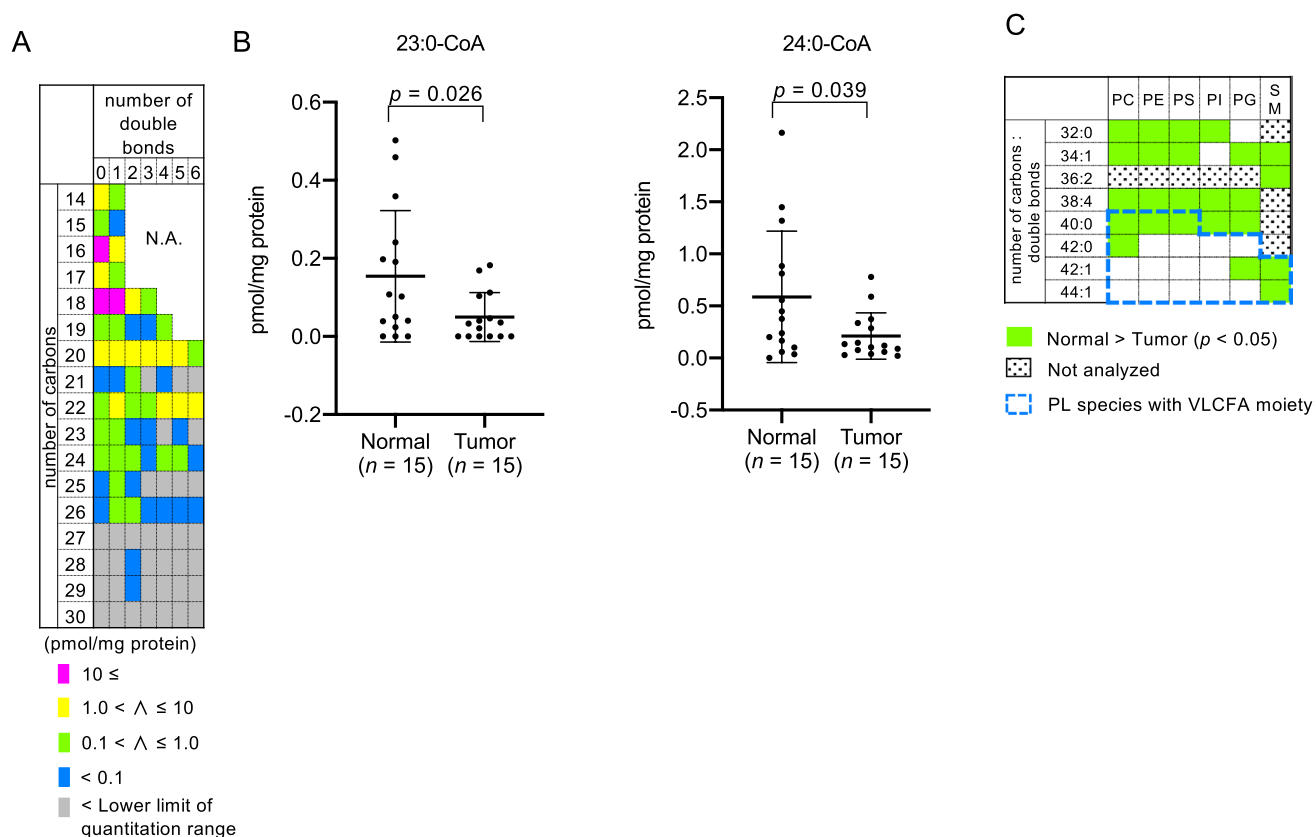 A
number of
double
bonds
0 1 2 3 4 5 6
number of carbons
14
15
16
17
18
19
20
21
22
23
24
25
26
27
28
29
30
N.A.
(pmol/mg protein)
10 ≤
1.0 < Λ ≤ 10
0.1 < Λ ≤ 1.0
< 0.1
< Lower limit of
quantitation range
B
23:0-CoA
p = 0.026
pmol/mg protein
0.6
0.4
0.2
0.0
-0.2
Normal
(n = 15)
Tumor
(n = 15)
24:0-CoA
p = 0.039
pmol/mg protein
2.5
2.0
1.5
1.0
0.5
0.0
-0.5
Normal
(n = 15)
Tumor
(n = 15)
C
PC PE PS PI PG S
M
number of carbons :
double bonds
32:0
34:1
36:2
38:4
40:0
42:0
42:1
44:1
Normal > Tumor (p < 0.05)
Not analyzed
PL species with VLCFA moiety